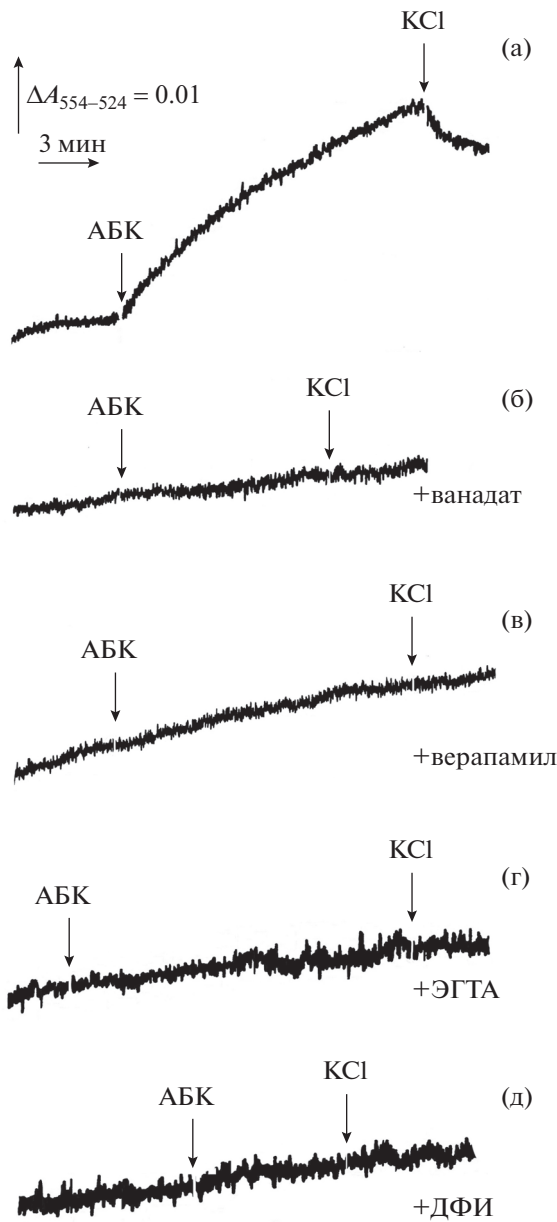 KCl
(а)
ΔA554–524 = 0.01
3 мин
АБК
KCl
(б)
АБК
+ванадат
KCl
(в)
АБК
+верапамил
KCl
(г)
АБК
+ЭГТА
KCl
(д)
АБК
+ДФИ